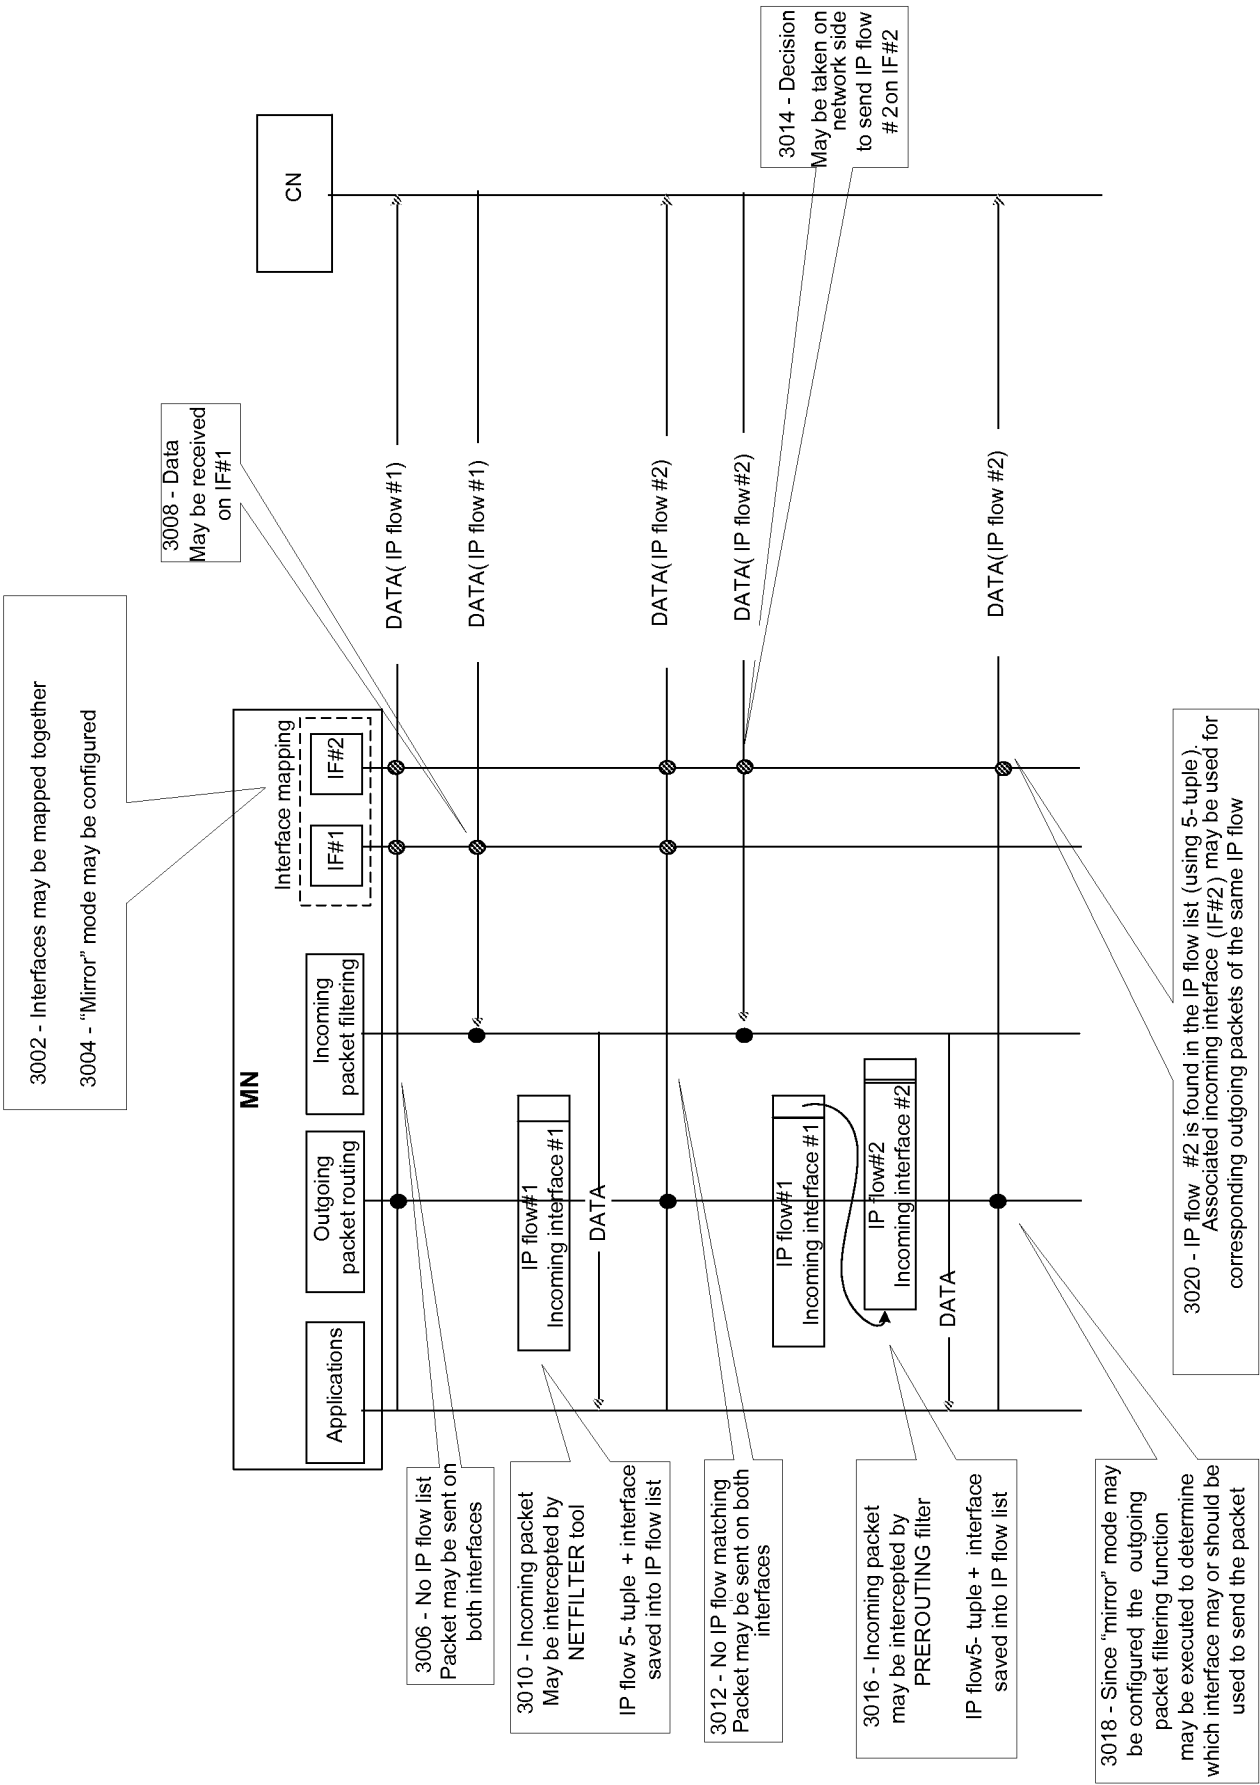 3002 - Interfaces may be mapped together
3004 - “Mirror” mode may be configured
MN
Applications
Outgoing
packet routing
Incoming
packet filtering
Interface mapping
IF#1
IF#2
CN
3006 - No IP flow list
Packet may be sent on
both interfaces
DATA( IP flow#1)
3008 - Data
May be received
on IF#1
DATA( IP flow #1)
3010 - Incoming packet
May be intercepted by
NETFILTER tool
IP flow 5- tuple + interface
saved into IP flow list
IP flow#1
Incoming interface #1
DATA
3012 - No IP flow matching
Packet may be sent on both
interfaces
DATA( IP flow #2)
3014 - Decision
May be taken on
network side
to send IP flow
# 2 on IF#2
DATA( IP flow#2)
3016 - Incoming packet
may be intercepted by
PREROUTING filter
IP flow5- tuple + interface
saved into IP flow list
IP flow#1
Incoming interface #1
IP flow#2
Incoming interface #2
DATA
3018 - Since “mirror” mode may
be configured the outgoing
packet filtering function
may be executed to determine
which interface may or should be
used to send the packet
DATA(IP flow #2)
3020 - IP flow #2 is found in the IP flow list (using 5- tuple).
Associated incoming interface (IF#2) may be used for
corresponding outgoing packets of the same IP flow